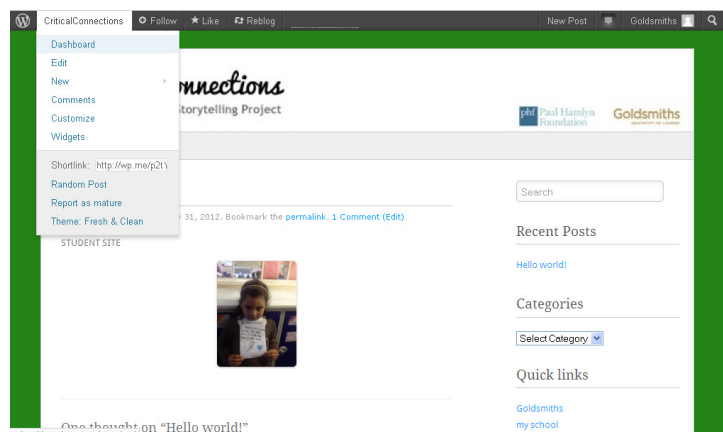 CriticalConnections Follow Like Reblog New Post Goldsmiths
Dashboard
Edit
New
Comments
Customize
Widgets
Shortlink: http://wp.me/p2t
Random Post
Report as mature
Theme: Fresh & Clean
nnections
torytelling Project
phf Paul Hamlyn
Foundation
Goldsmiths
31, 2012. Bookmark the permalink. 1 Comment (Edit)
STUDENT SITE
One thought on “Hello world!”
Search
Recent Posts
Hello world!
Categories
Select Category
Quick links
Goldsmiths
my school